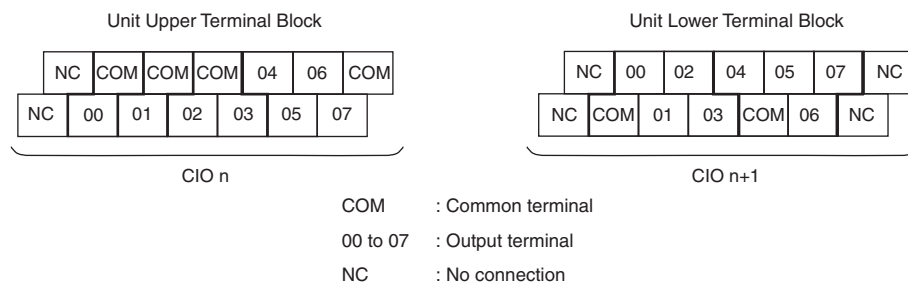 Unit Upper Terminal Block
Unit Lower Terminal Block
NC COM COM COM 04 06 COM
NC 00 01 02 03 05 07
CIO n
NC 00 02 04 05 07 NC
NC COM 01 03 COM 06 NC
CIO n+1
COM : Common terminal
00 to 07 : Output terminal
NC : No connection